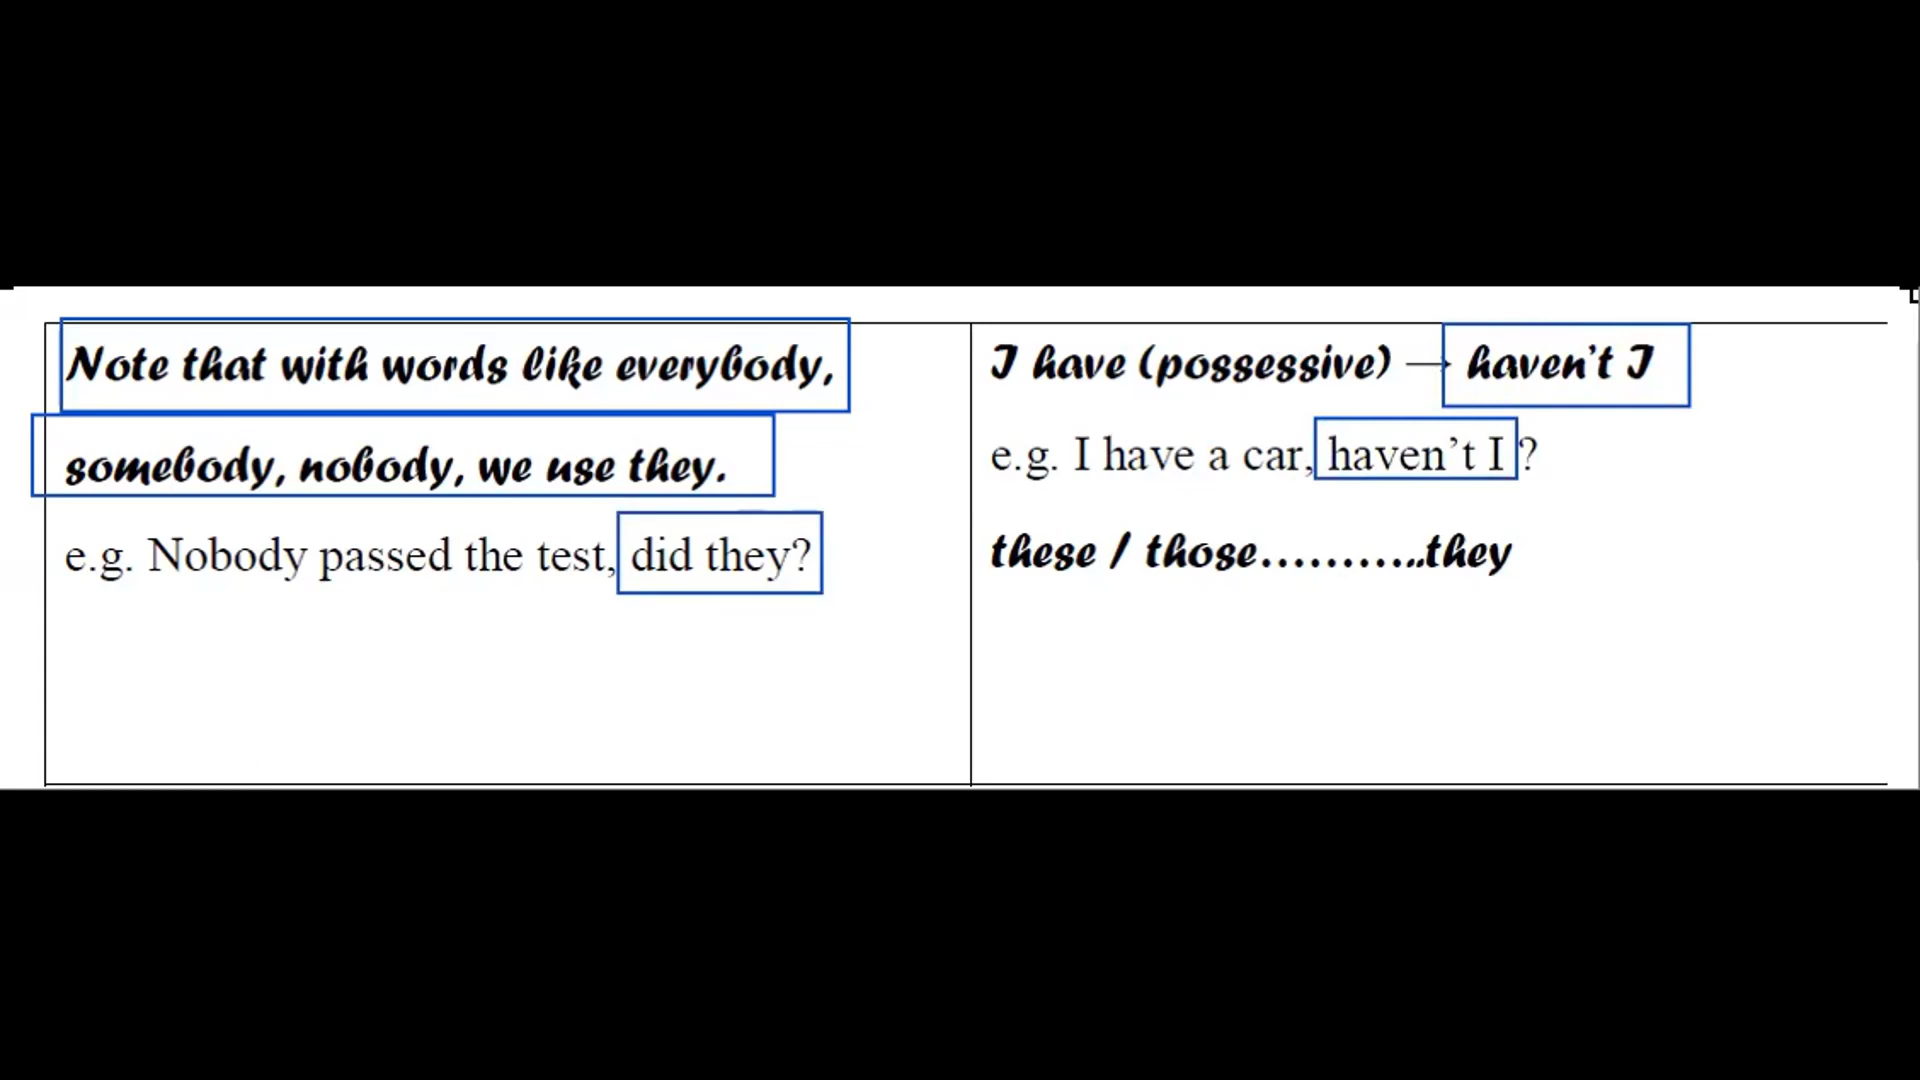 Note that with words like everybody,
somebody, nobody, we use they.
e.g. Nobody passed the test, did they?
I have (possessive) → haven't I
e.g. I have a car, haven't I ?
these / those………..they